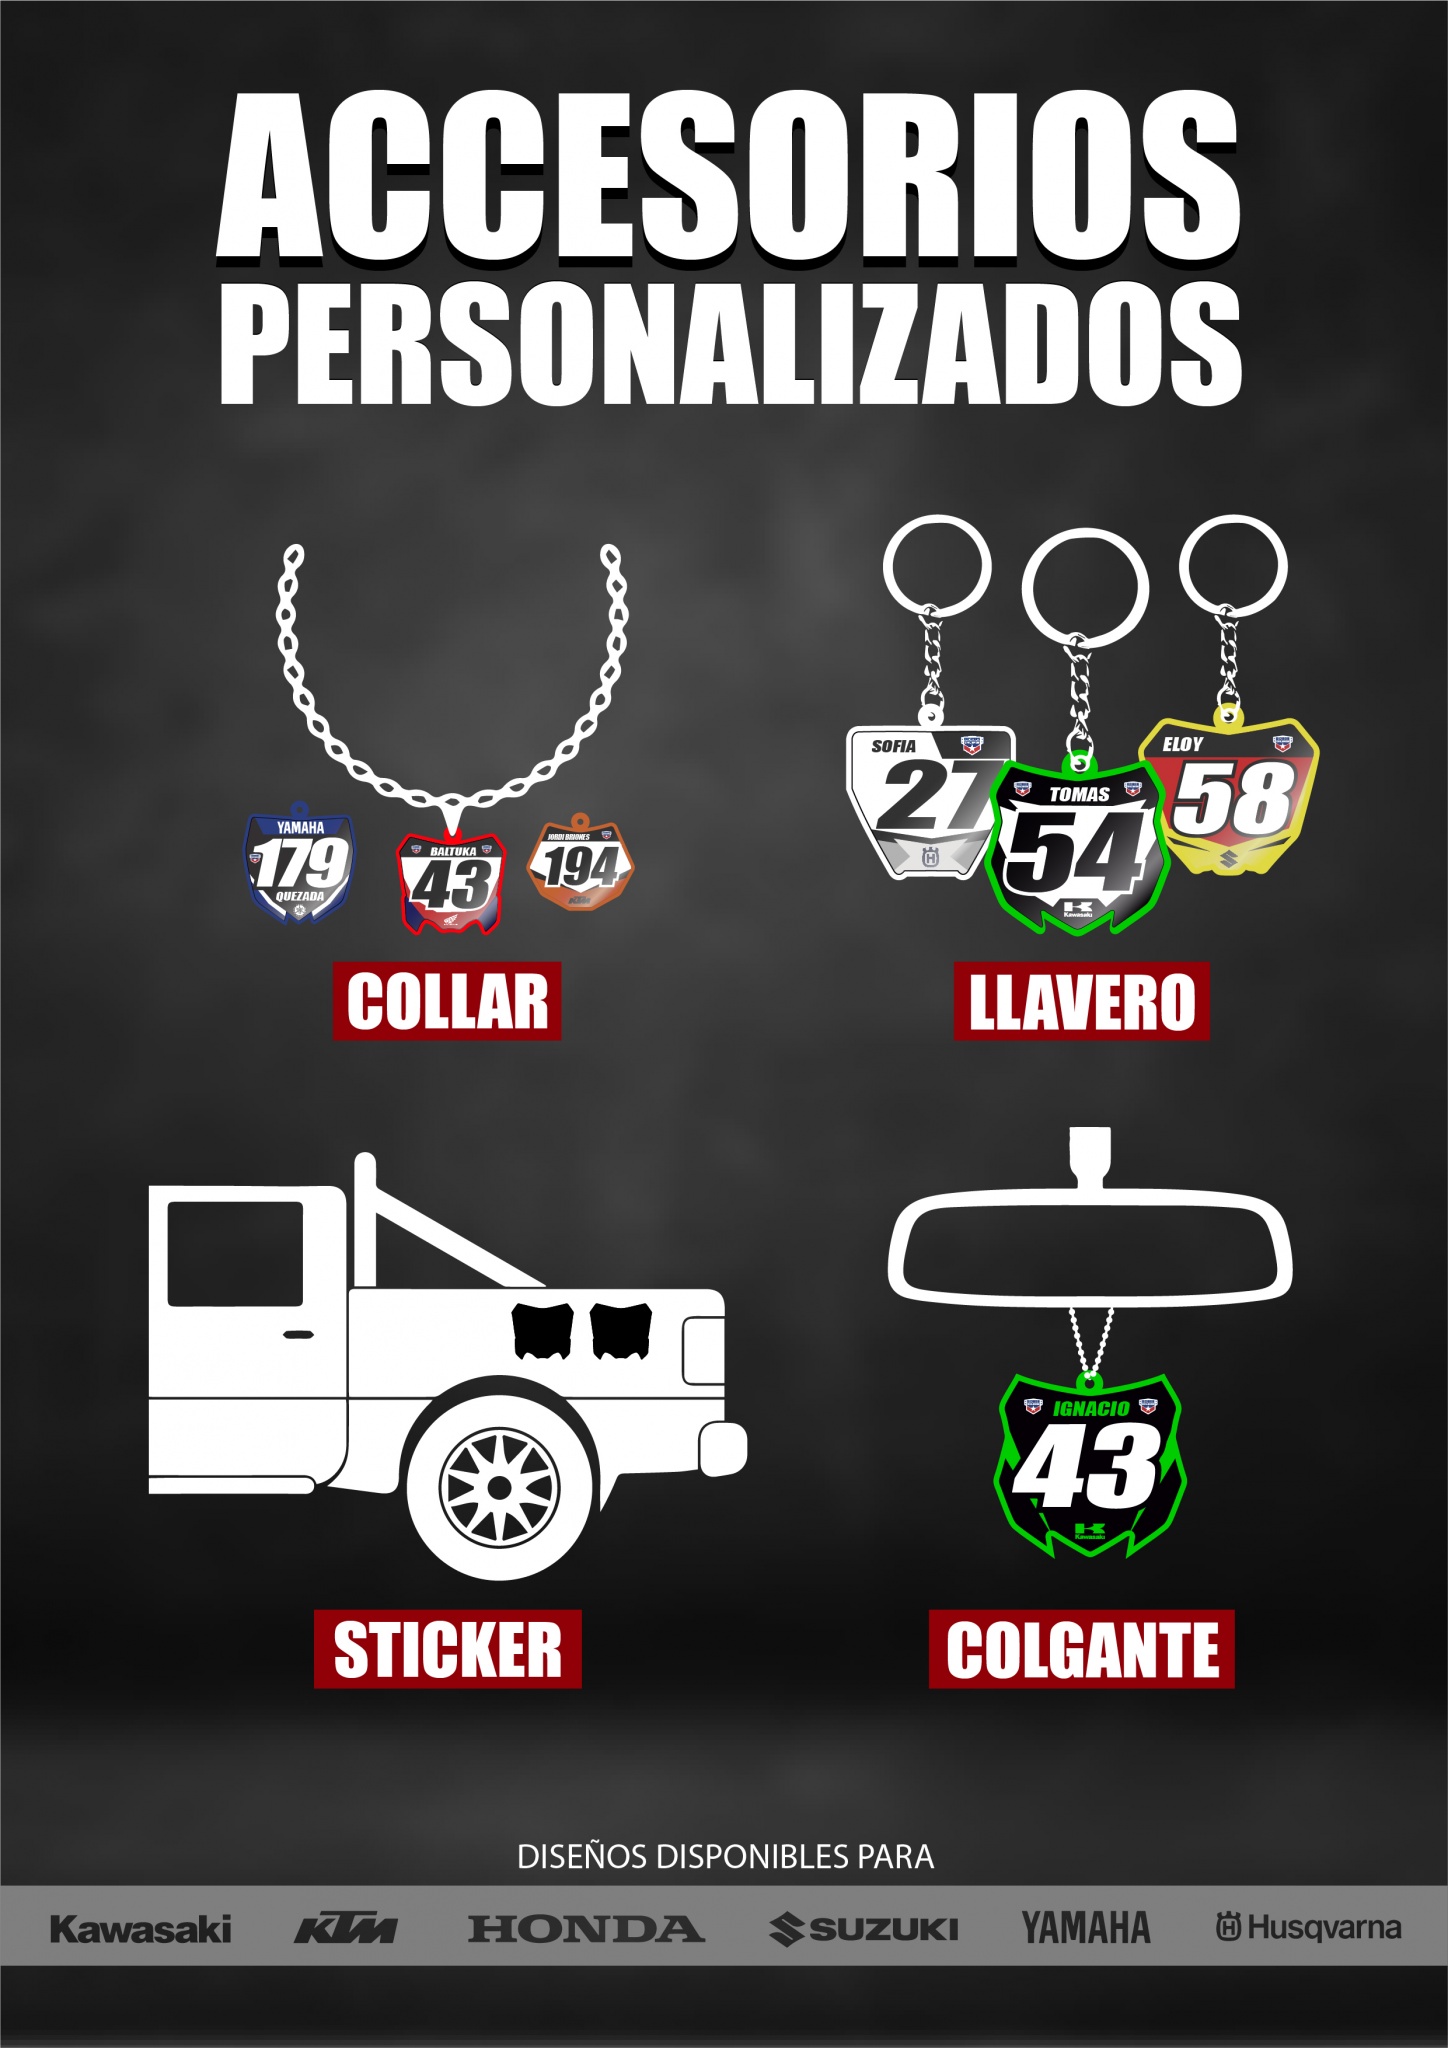 ACCESORIOS
PERSONALIZADOS
YAMAHA
179
QUEZADA
BALTUKA
43
JORDI BRIONES
194
KTM
SOFIA
27
TOMAS
54
Kawasaki
ELOY
58
COLLAR
LLAVERO
IGNACIO
43
Kawasaki
STICKER
COLGANTE
DISEÑOS DISPONIBLES PARA
Kawasaki KTM HONDA SUZUKI YAMAHA Husqvarna